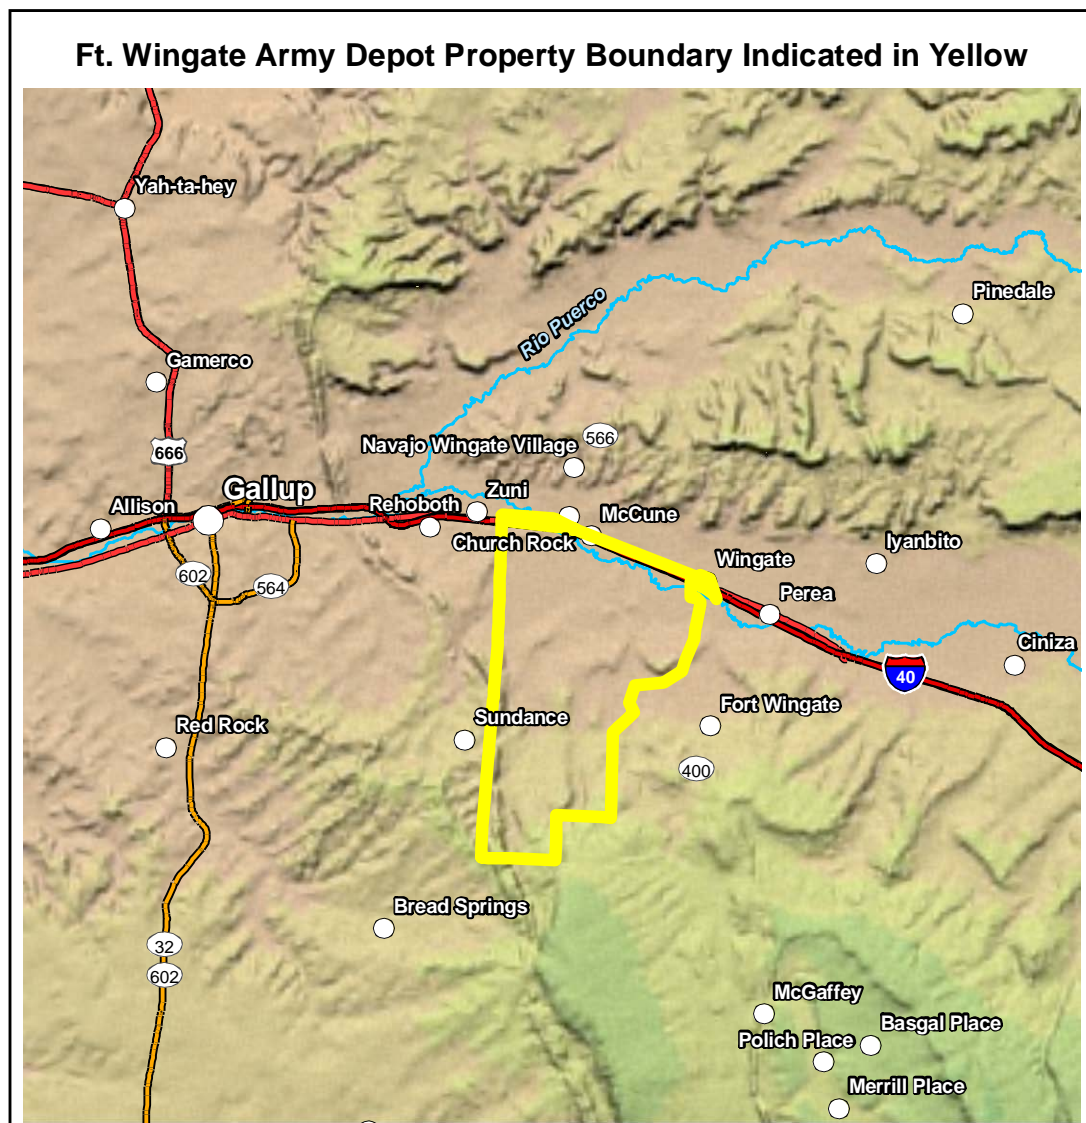 Ft. Wingate Army Depot Property Boundary Indicated in Yellow
Yah-ta-hey
Pinedale
Rio Puerco
Gamerco
Navajo Wingate Village
566
666
Gallup
Zuni
Allison
Rehoboth
McCune
Church Rock
Iyanbito
Wingate
602
564
Perea
Ciniza
40
Sundance
Fort Wingate
Red Rock
400
Bread Springs
32
602
McGaffey
Basgal Place
Polich Place
Merrill Place